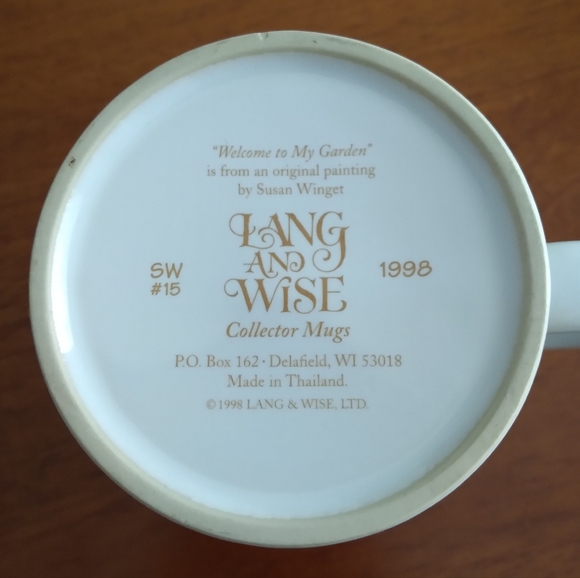 "Welcome to My Garden"
is from an original painting
by Susan Winget
LANG
AND
WiSE
SW
#15
1998
Collector Mugs
P.O. Box 162 · Delafield, WI 53018
Made in Thailand.
© 1998 LANG & WISE, LTD.